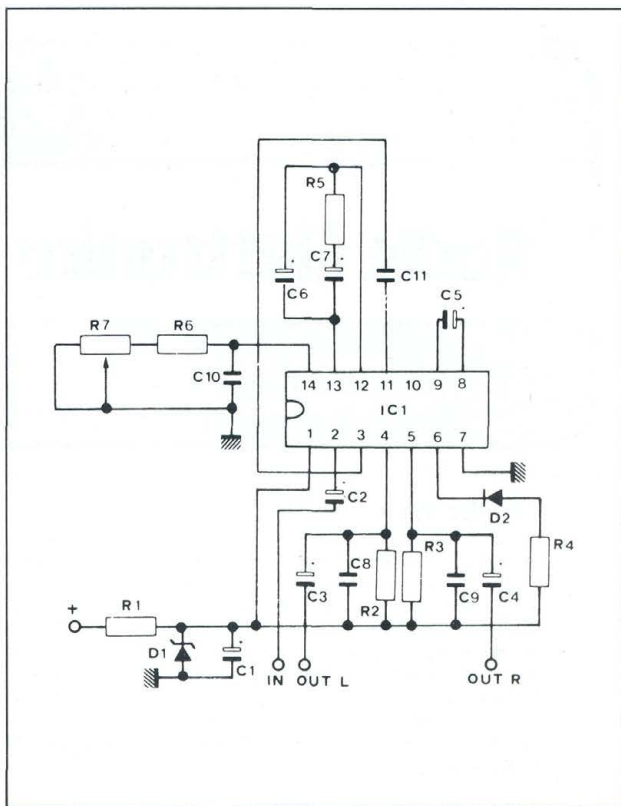 R5
C7
C6
C11
C5
R7
R6
C10
14 13 12 11 10 9 8
IC1
1 2 3 4 5 6 7
C2
D2
C3
C8
R2
R3
C9
C4
R4
+
R1
D1
C1
IN
OUT L
OUT R